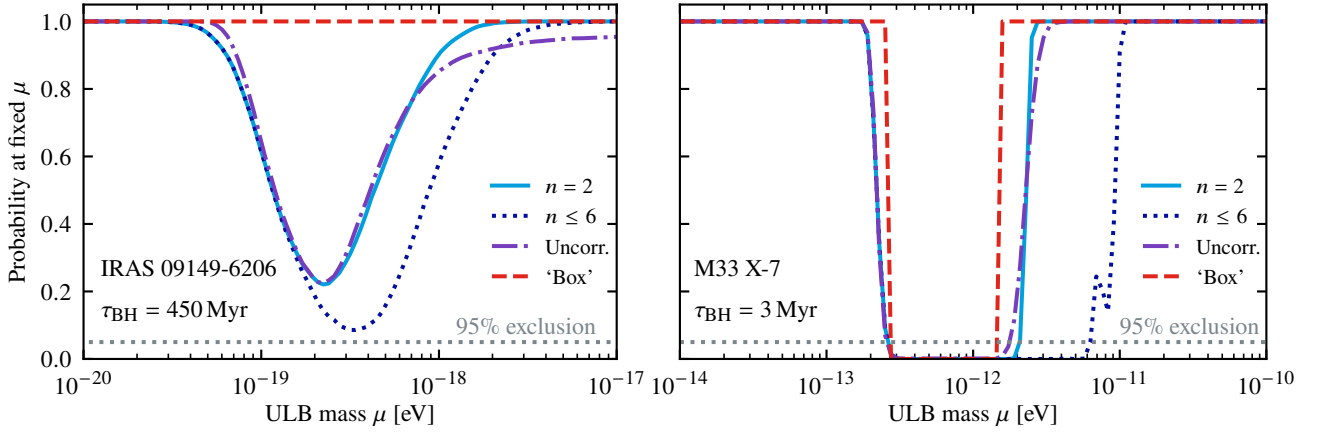 Probability at fixed μ
1.0
0.8
0.6
0.4
0.2
0.0
n = 2
n ≤ 6
Uncorr.
‘Box’
IRAS 09149-6206
τBH = 450 Myr
95% exclusion
10−20
10−19
10−18
10−17
ULB mass μ [eV]
n = 2
n ≤ 6
Uncorr.
‘Box’
M33 X-7
τBH = 3 Myr
95% exclusion
10−14
10−13
10−12
10−11
10−10
ULB mass μ [eV]